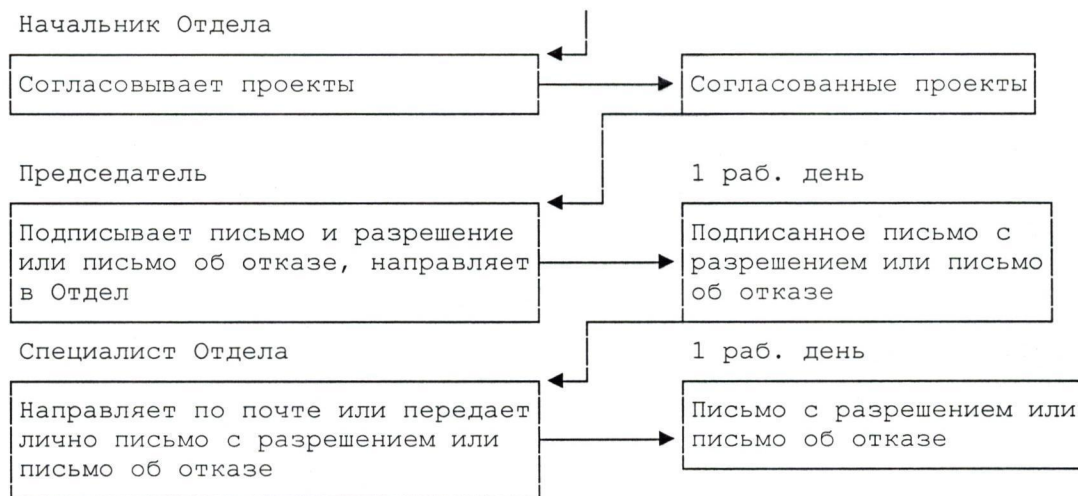 Начальник Отдела
Согласовывает проекты
Согласованные проекты
Председатель
1 раб. день
Подписывает письмо и разрешение
или письмо об отказе, направляет
в Отдел
Подписанное письмо с
разрешением или письмо
об отказе
Специалист Отдела
1 раб. день
Направляет по почте или передает
лично письмо с разрешением или
письмо об отказе
Письмо с разрешением или
письмо об отказе